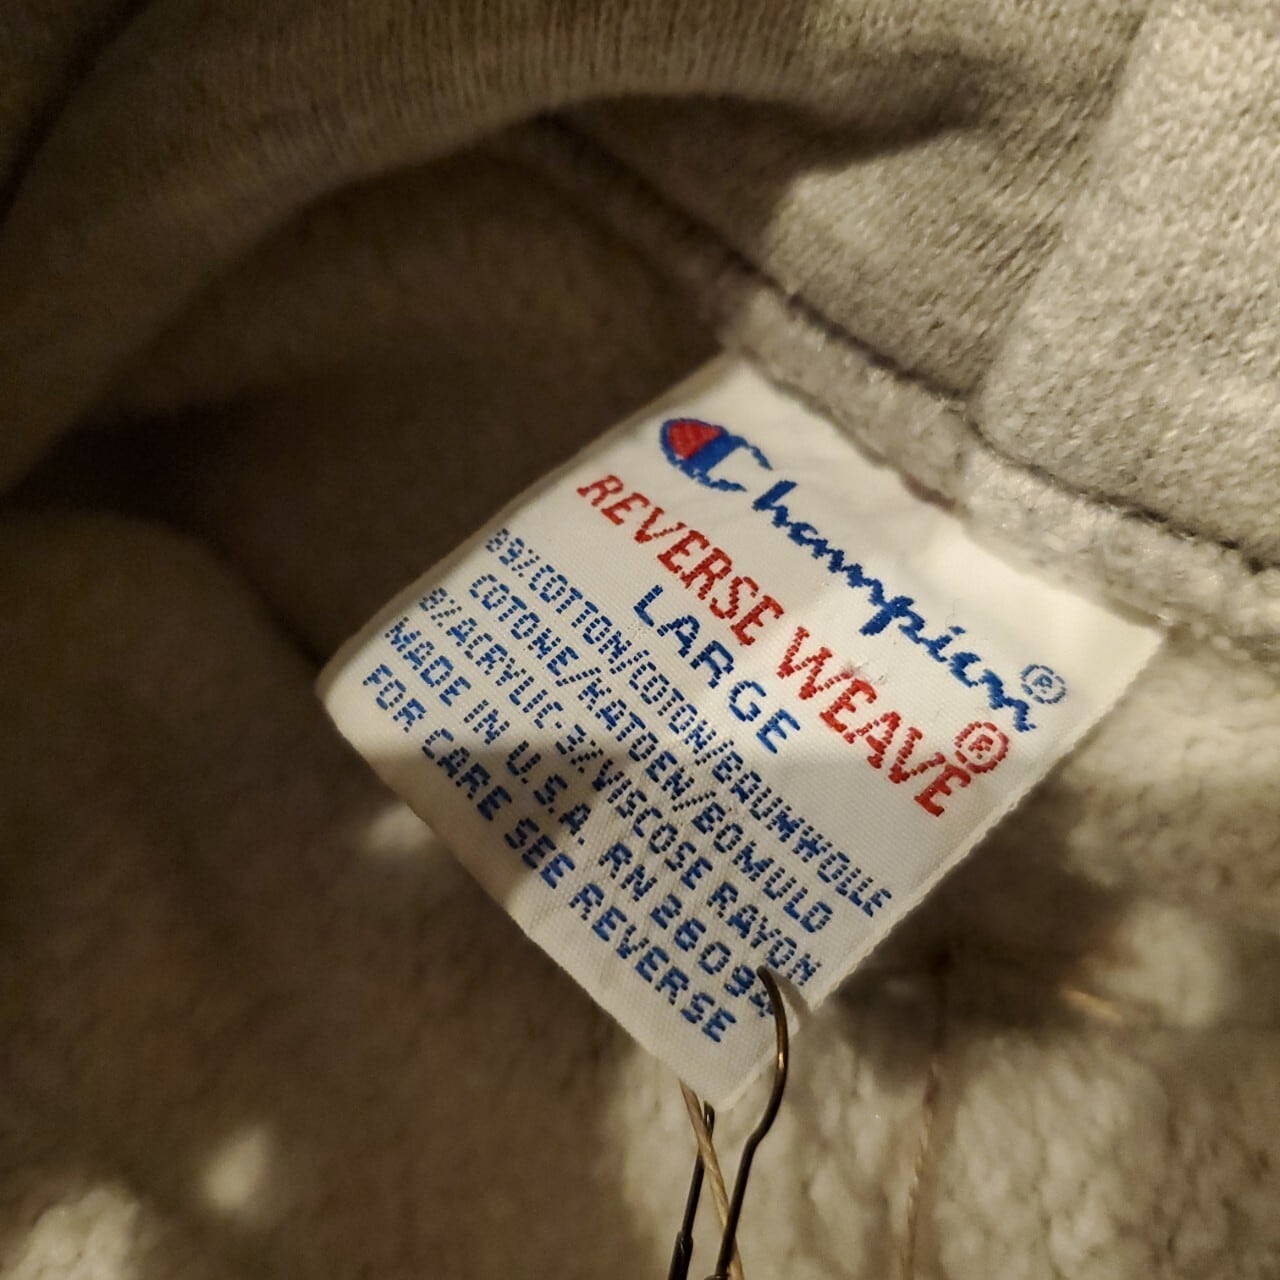 Champion®
REVERSE WEAVE®
LARGE
89%COTTON/COTON/BAUMWOLLE
COTONE/KATOEN/BOMULD
8%ACRYLIC-3%VISCOSE RAYON
MADE IN U.S.A. RN 26094
FOR CARE SEE REVERSE